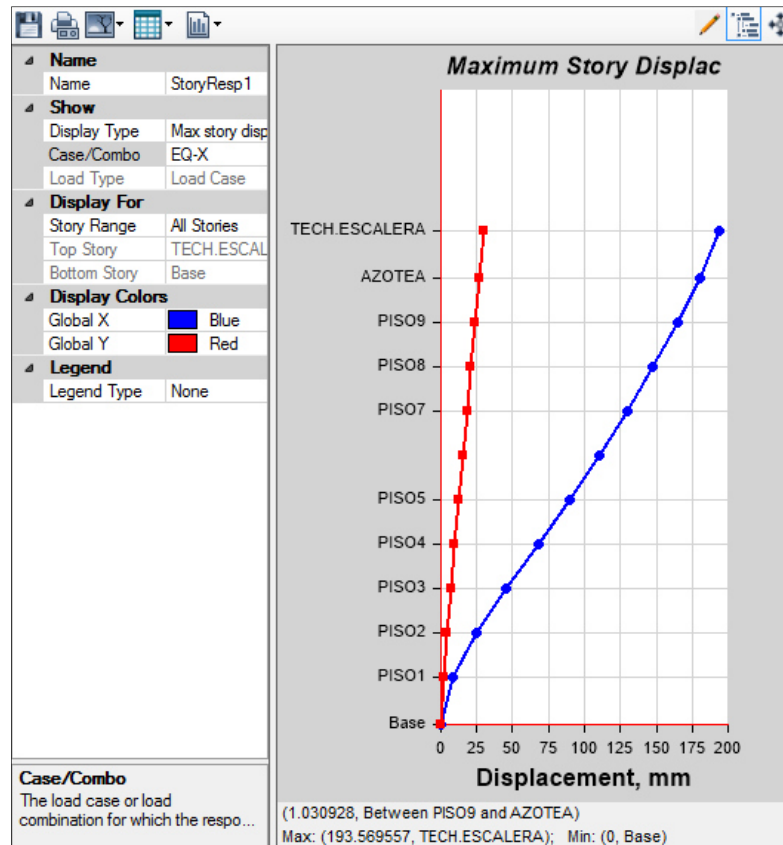 Name
Name StoryResp1
Show
Display Type Max story disp
Case/Combo EQ-X
Load Type Load Case
Display For
Story Range All Stories
Top Story TECH.ESCAL
Bottom Story Base
Display Colors
Global X Blue
Global Y Red
Legend
Legend Type None
Case/Combo
The load case or load
combination for which the respo...
Maximum Story Displac
TECH.ESCALERA
AZOTEA
PISO9
PISO8
PISO7
PISO5
PISO4
PISO3
PISO2
PISO1
Base
0 25 50 75 100 125 150 175 200
Displacement, mm
(1.030928, Between PISO9 and AZOTEA)
Max: (193.569557, TECH.ESCALERA); Min: (0, Base)